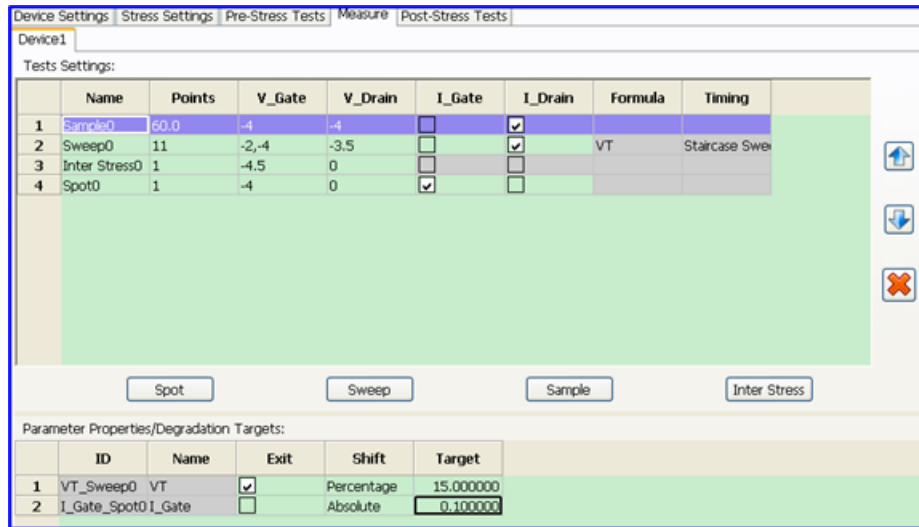 Device Settings Stress Settings Pre-Stress Tests Measure Post-Stress Tests
Device1
Tests Settings:
Name Points V_Gate V_Drain I_Gate I_Drain Formula Timing
1 Sample0 60.0 -4 -4
2 Sweep0 11 -2,-4 -3.5 VT Staircase Swee
3 Inter Stress0 1 -4.5 0
4 Spot0 1 -4 0
Spot Sweep Sample Inter Stress
Parameter Properties/Degradation Targets:
ID Name Exit Shift Target
1 VT_Sweep0 VT Percentage 15.000000
2 I_Gate_Spot0 I_Gate Absolute 0.100000